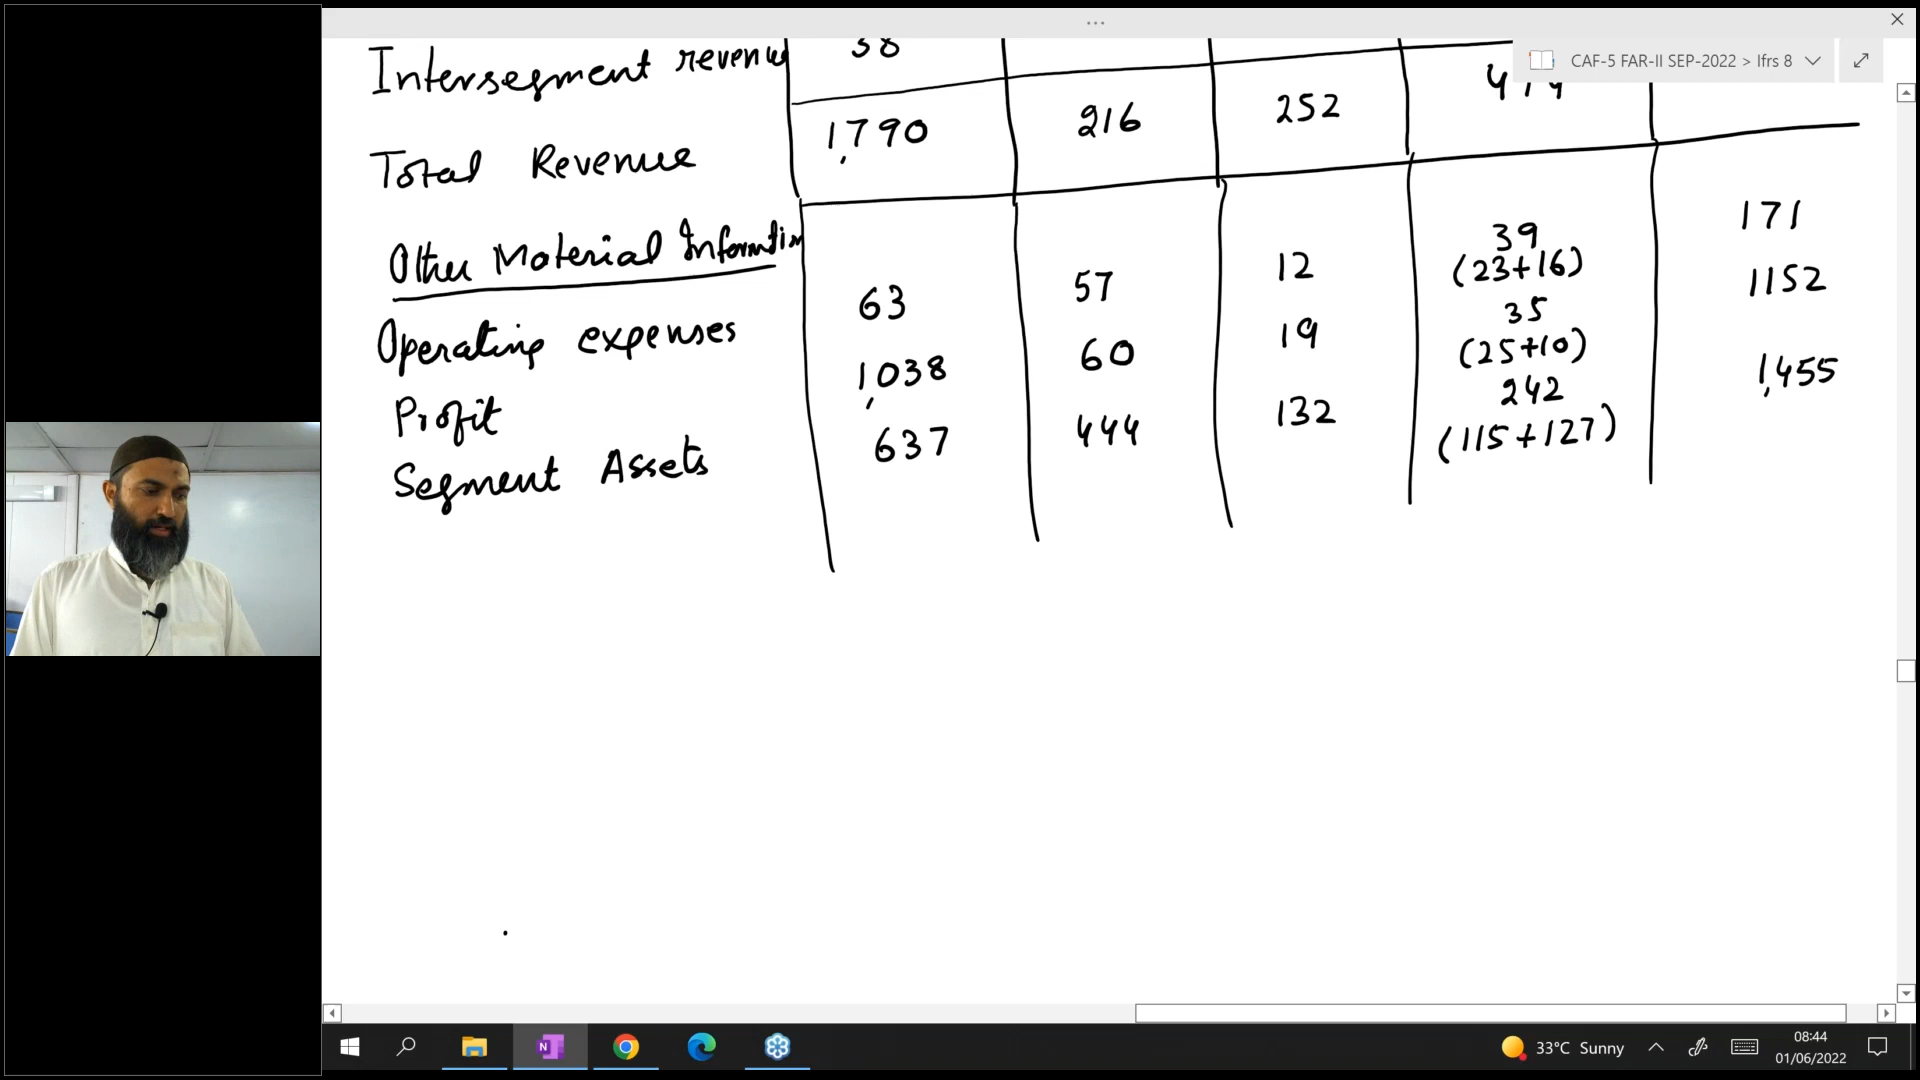 CAF-5 FAR-II SEP-2022 > Ifrs 8
Intersegment revenue 38
Total Revenue 1,790 216 252
Other Material Information
Operating expenses 63 57 12 39 171
(23+16)
Profit 1,038 60 19 35 1152
(25+10)
Segment Assets 637 444 132 242 1,455
(115+127)
33°C Sunny
08:44
01/06/2022